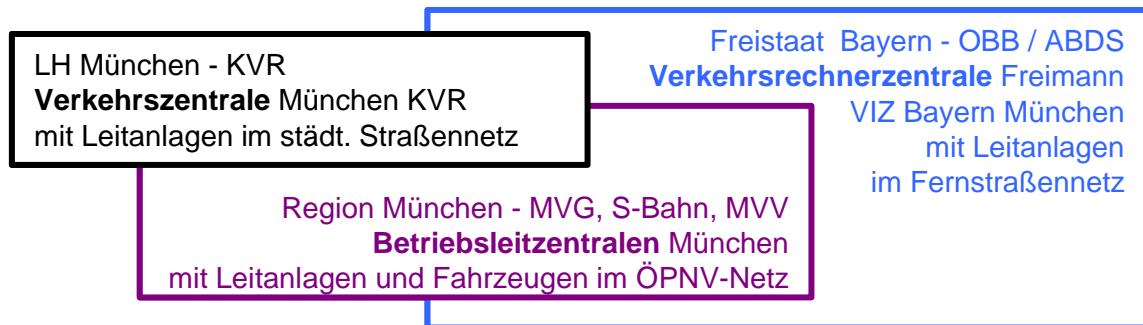 LH München - KVR
Verkehrszentrale München KVR
mit Leitanlagen im städt. Straßennetz
Freistaat Bayern - OBB / ABDS
Verkehrsrechnerzentrale Freimann
VIZ Bayern München
mit Leitanlagen
im Fernstraßennetz
Region München - MVG, S-Bahn, MVV
Betriebsleitzentralen München
mit Leitanlagen und Fahrzeugen im ÖPNV-Netz